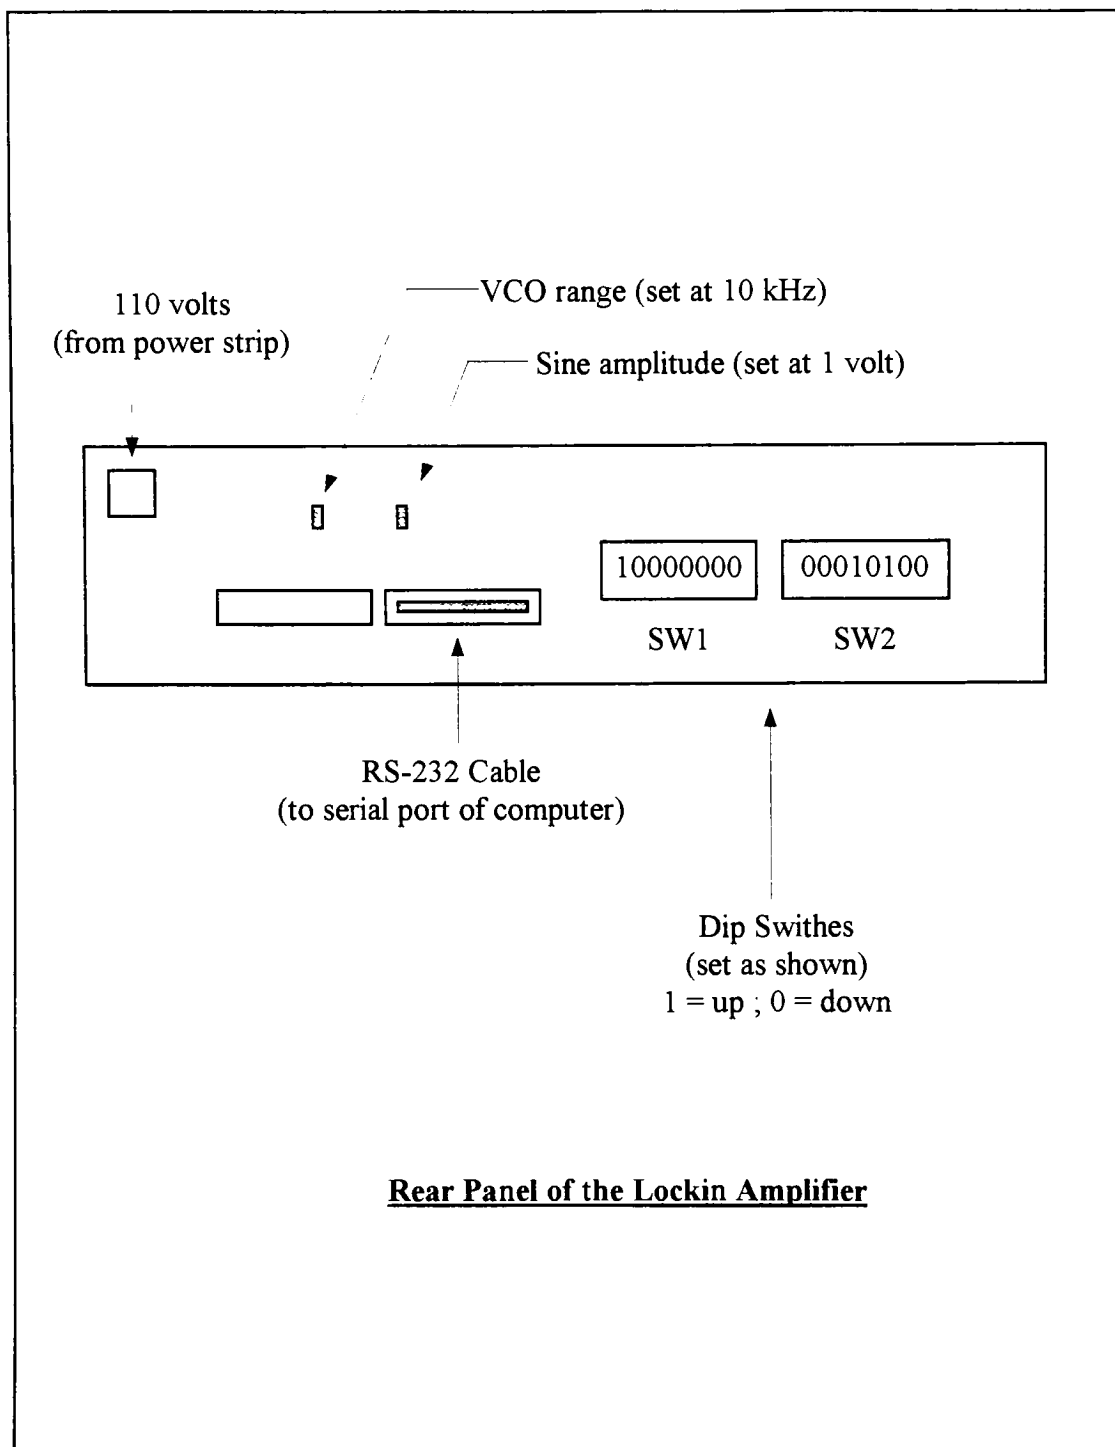 110 volts
(from power strip)
VCO range (set at 10 kHz)
Sine amplitude (set at 1 volt)
10000000
00010100
SW1
SW2
RS-232 Cable
(to serial port of computer)
Dip Swithes
(set as shown)
1 = up ; 0 = down
Rear Panel of the Lockin Amplifier